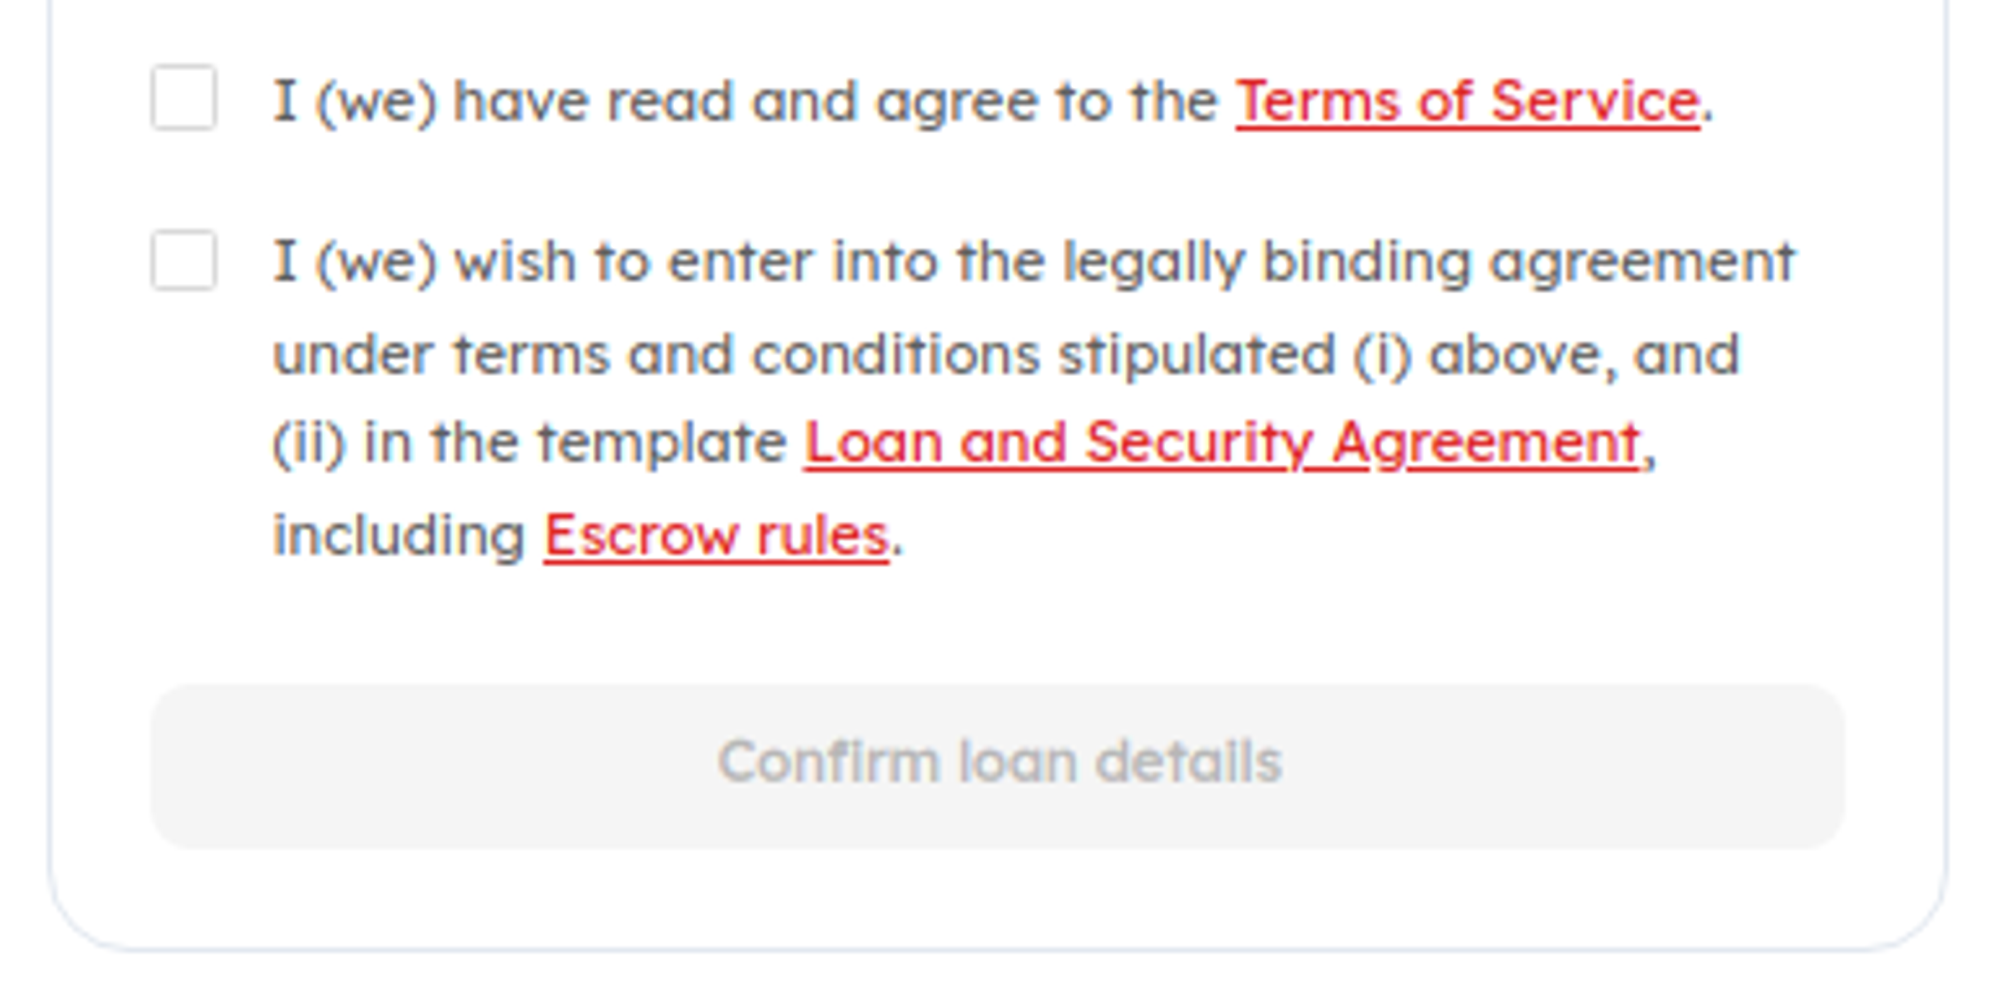 I (we) have read and agree to the Terms of Service.
I (we) wish to enter into the legally binding agreement
under terms and conditions stipulated (i) above, and
(ii) in the template Loan and Security Agreement,
including Escrow rules.
Confirm loan details